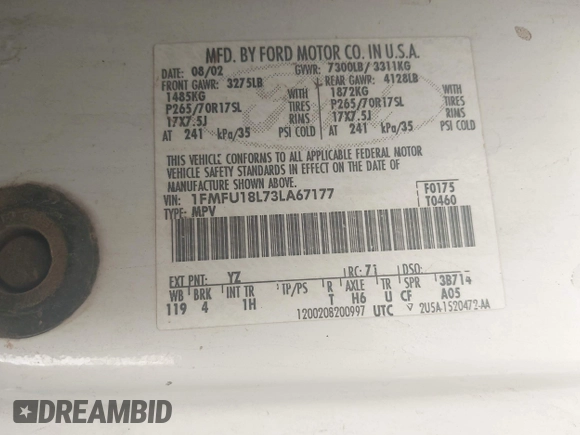 MFD. BY FORD MOTOR CO. IN U.S.A.
DATE: 08/02 GVWR: 7300LB/ 3311KG
FRONT GAWR: 3275LB REAR GAWR: 4128LB
1485KG WITH 1872KG WITH
P265/70R17SL TIRES P265/70R17SL TIRES
17X7.5J RIMS 17X7.5J RIMS
AT 241 kPa/35 PSI COLD AT 241 kPa/35 PSI COLD
THIS VEHICLE CONFORMS TO ALL APPLICABLE FEDERAL MOTOR
VEHICLE SAFETY STANDARDS IN EFFECT ON THE DATE OF
MANUFACTURE SHOWN ABOVE.
VIN: 1FMFU18L73LA67177 F0175
TYPE: MPV T0460
EXT PNT: YZ RC: 71 DSO:
WB BRK INT TR TP/PS R AXLE TR SPR 3B714
119 4 1H T H6 U CF A05
1200208200997 UTC 2U5A 1520472-AA
DREAMBID